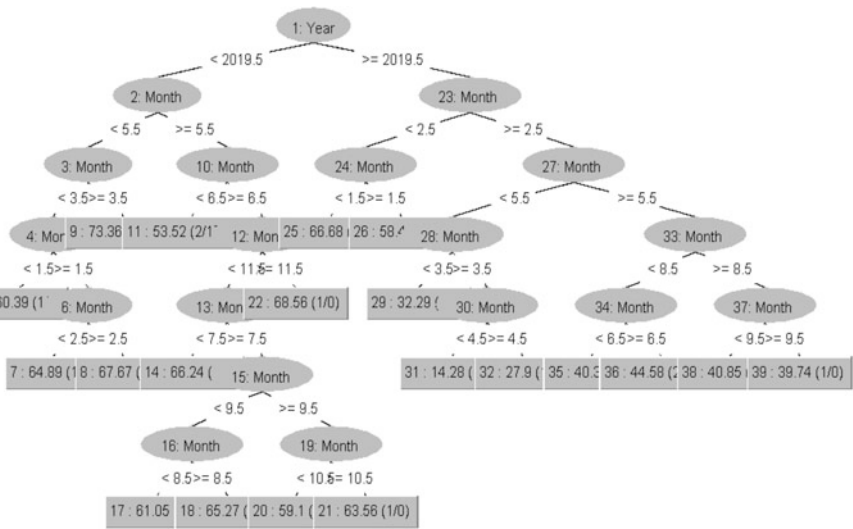 1: Year
< 2019.5 >= 2019.5
2: Month 23: Month
< 5.5 >= 5.5 < 2.5 >= 2.5
3: Month 10: Month 24: Month 27: Month
< 3.5 >= 3.5 < 6.5 >= 6.5 < 1.5 >= 1.5 < 5.5 >= 5.5
4: Mor 9 : 73.36 11 : 53.52 (2/1 12: Mon 25 : 66.68 26 : 58.4 28: Month 33: Month
< 1.5 >= 1.5 < 11.5 >= 11.5 < 3.5 >= 3.5 < 8.5 >= 8.5
60.39 (1 6: Month 13: Mon 22 : 68.56 (1/0) 29 : 32.29 ( 30: Month 34: Month 37: Month
< 2.5 >= 2.5 < 7.5 >= 7.5 < 4.5 >= 4.5 < 6.5 >= 6.5 < 9.5 >= 9.5
7 : 64.89 (1 8 : 67.67 ( 14 : 66.24 ( 15: Month 31 : 14.28 ( 32 : 27.9 ( 35 : 40.3 36 : 44.58 (2 38 : 40.85 39 : 39.74 (1/0)
< 9.5 >= 9.5
16: Month 19: Month
< 8.5 >= 8.5 < 10.5 >= 10.5
17 : 61.05 18 : 65.27 ( 20 : 59.1 ( 21 : 63.56 (1/0)